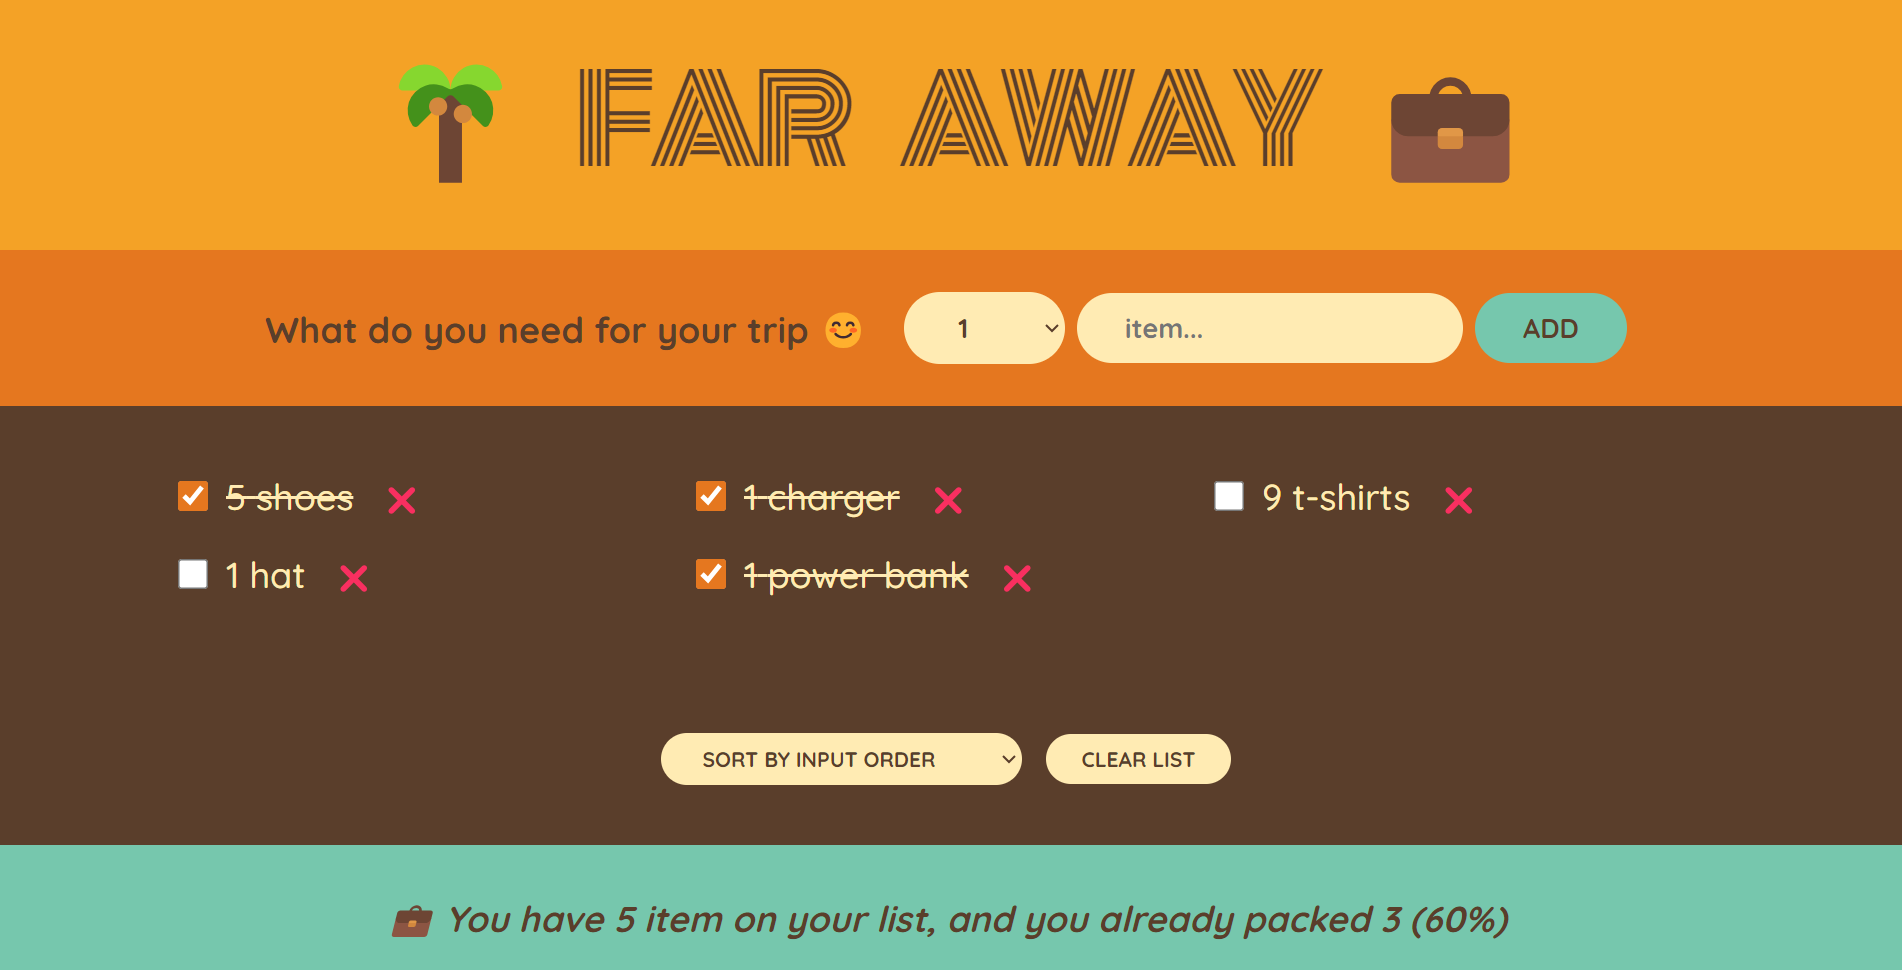 FAR AWAY
What do you need for your trip 😊 1 item... ADD
5 shoes ❌ 1 charger ❌ 9 t-shirts ❌
1 hat ❌ 1 power bank ❌
SORT BY INPUT ORDER CLEAR LIST
You have 5 item on your list, and you already packed 3 (60%)